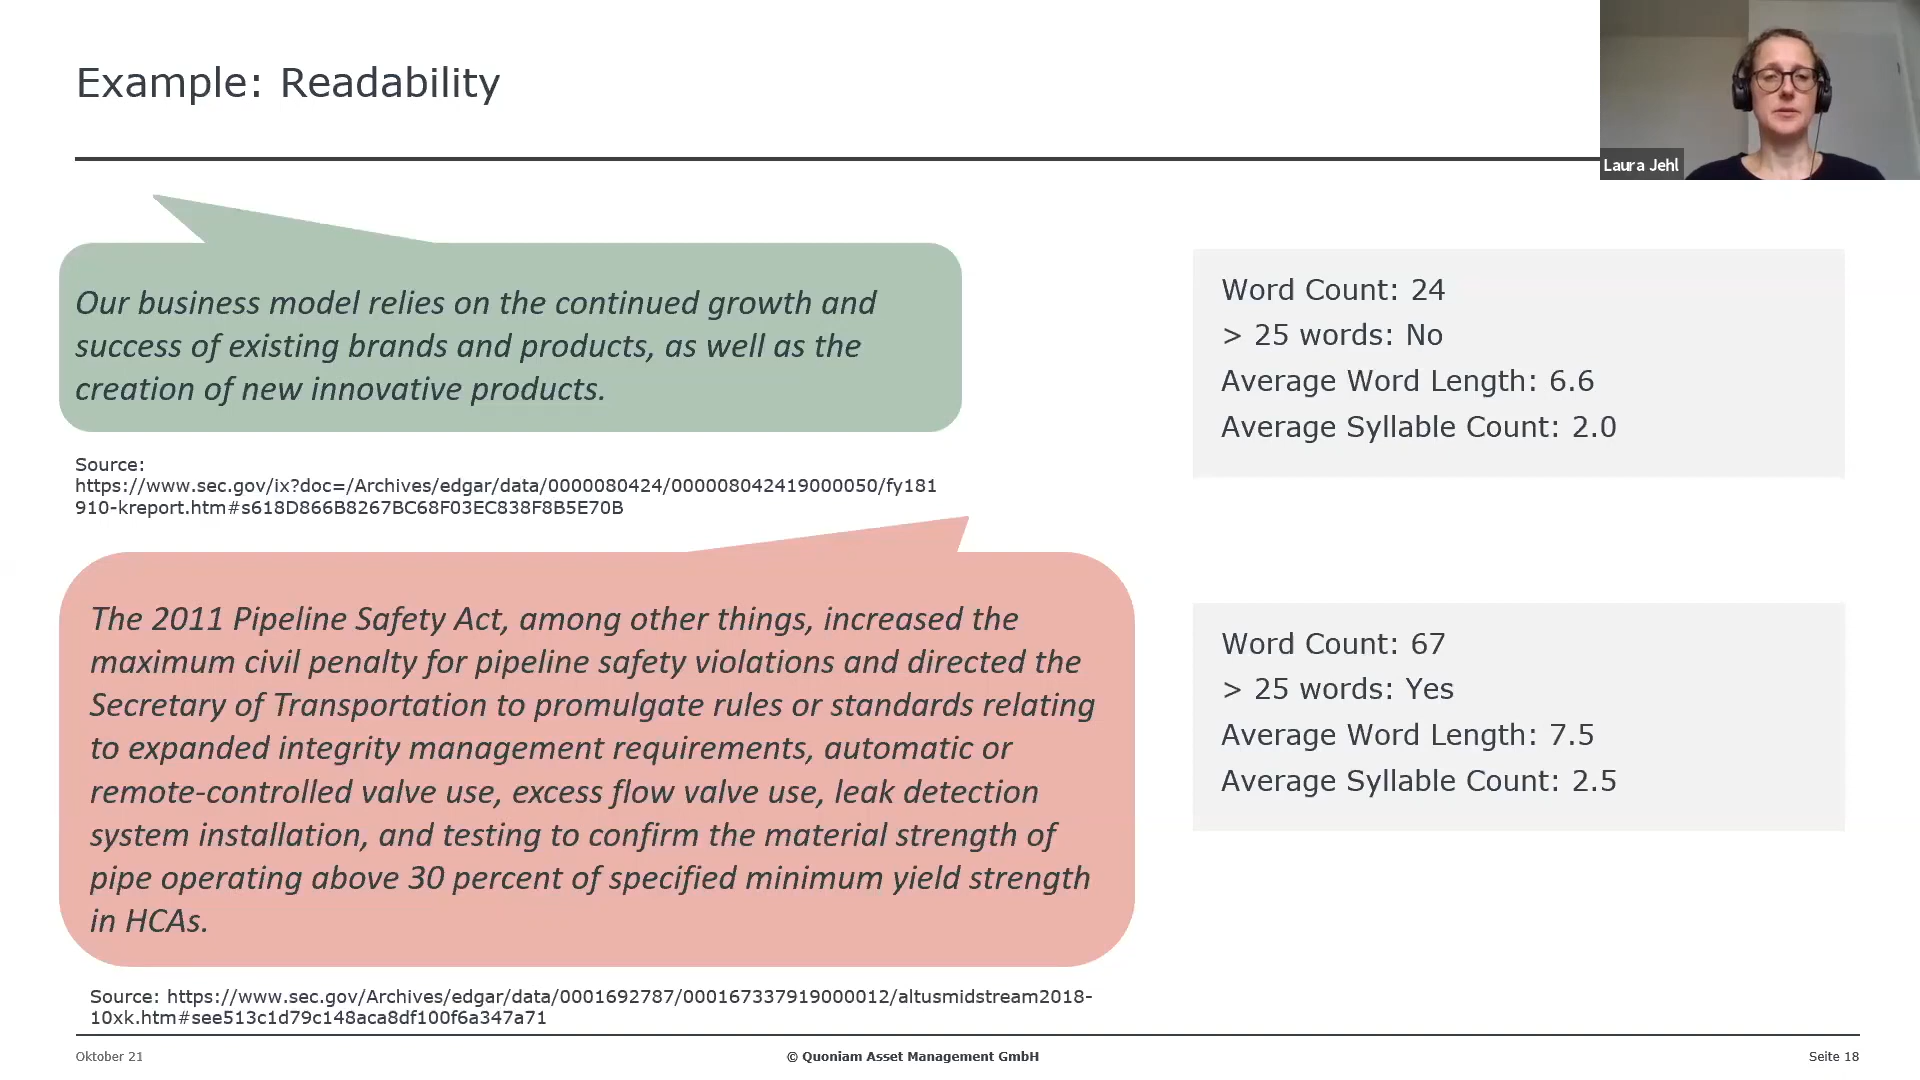 Example: Readability
Laura Jehl
Our business model relies on the continued growth and
success of existing brands and products, as well as the
creation of new innovative products.
Word Count: 24
> 25 words: No
Average Word Length: 6.6
Average Syllable Count: 2.0
Source:
https://www.sec.gov/ix?doc=/Archives/edgar/data/0000080424/000008042419000050/fy181
910-kreport.htm#s618D866B8267BC68F03EC838F8B5E70B
The 2011 Pipeline Safety Act, among other things, increased the
maximum civil penalty for pipeline safety violations and directed the
Secretary of Transportation to promulgate rules or standards relating
to expanded integrity management requirements, automatic or
remote-controlled valve use, excess flow valve use, leak detection
system installation, and testing to confirm the material strength of
pipe operating above 30 percent of specified minimum yield strength
in HCAs.
Word Count: 67
> 25 words: Yes
Average Word Length: 7.5
Average Syllable Count: 2.5
Source: https://www.sec.gov/Archives/edgar/data/0001692787/000167337919000012/altusmidstream2018-
10xk.htm#see513c1d79c148aca8df100f6a347a71
Oktober 21
© Quoniam Asset Management GmbH
Seite 18